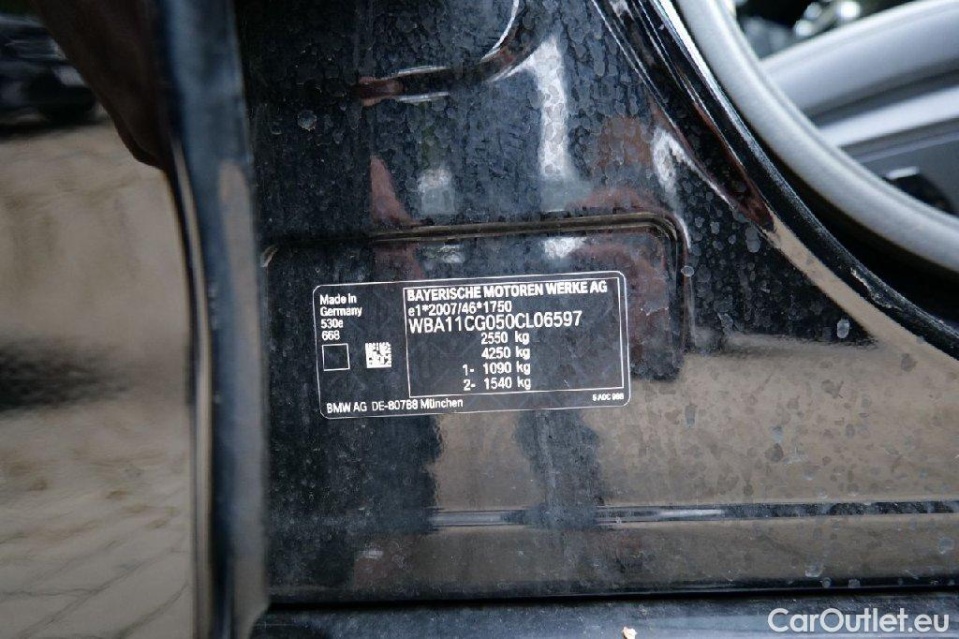 Made in
Germany
530e
668
BAYERISCHE MOTOREN WERKE AG
e1*2007/46*1750
WBA11CG050CL06597
2550 kg
4250 kg
1- 1090 kg
2- 1540 kg
BMW AG DE-80788 München
CarOutlet.eu